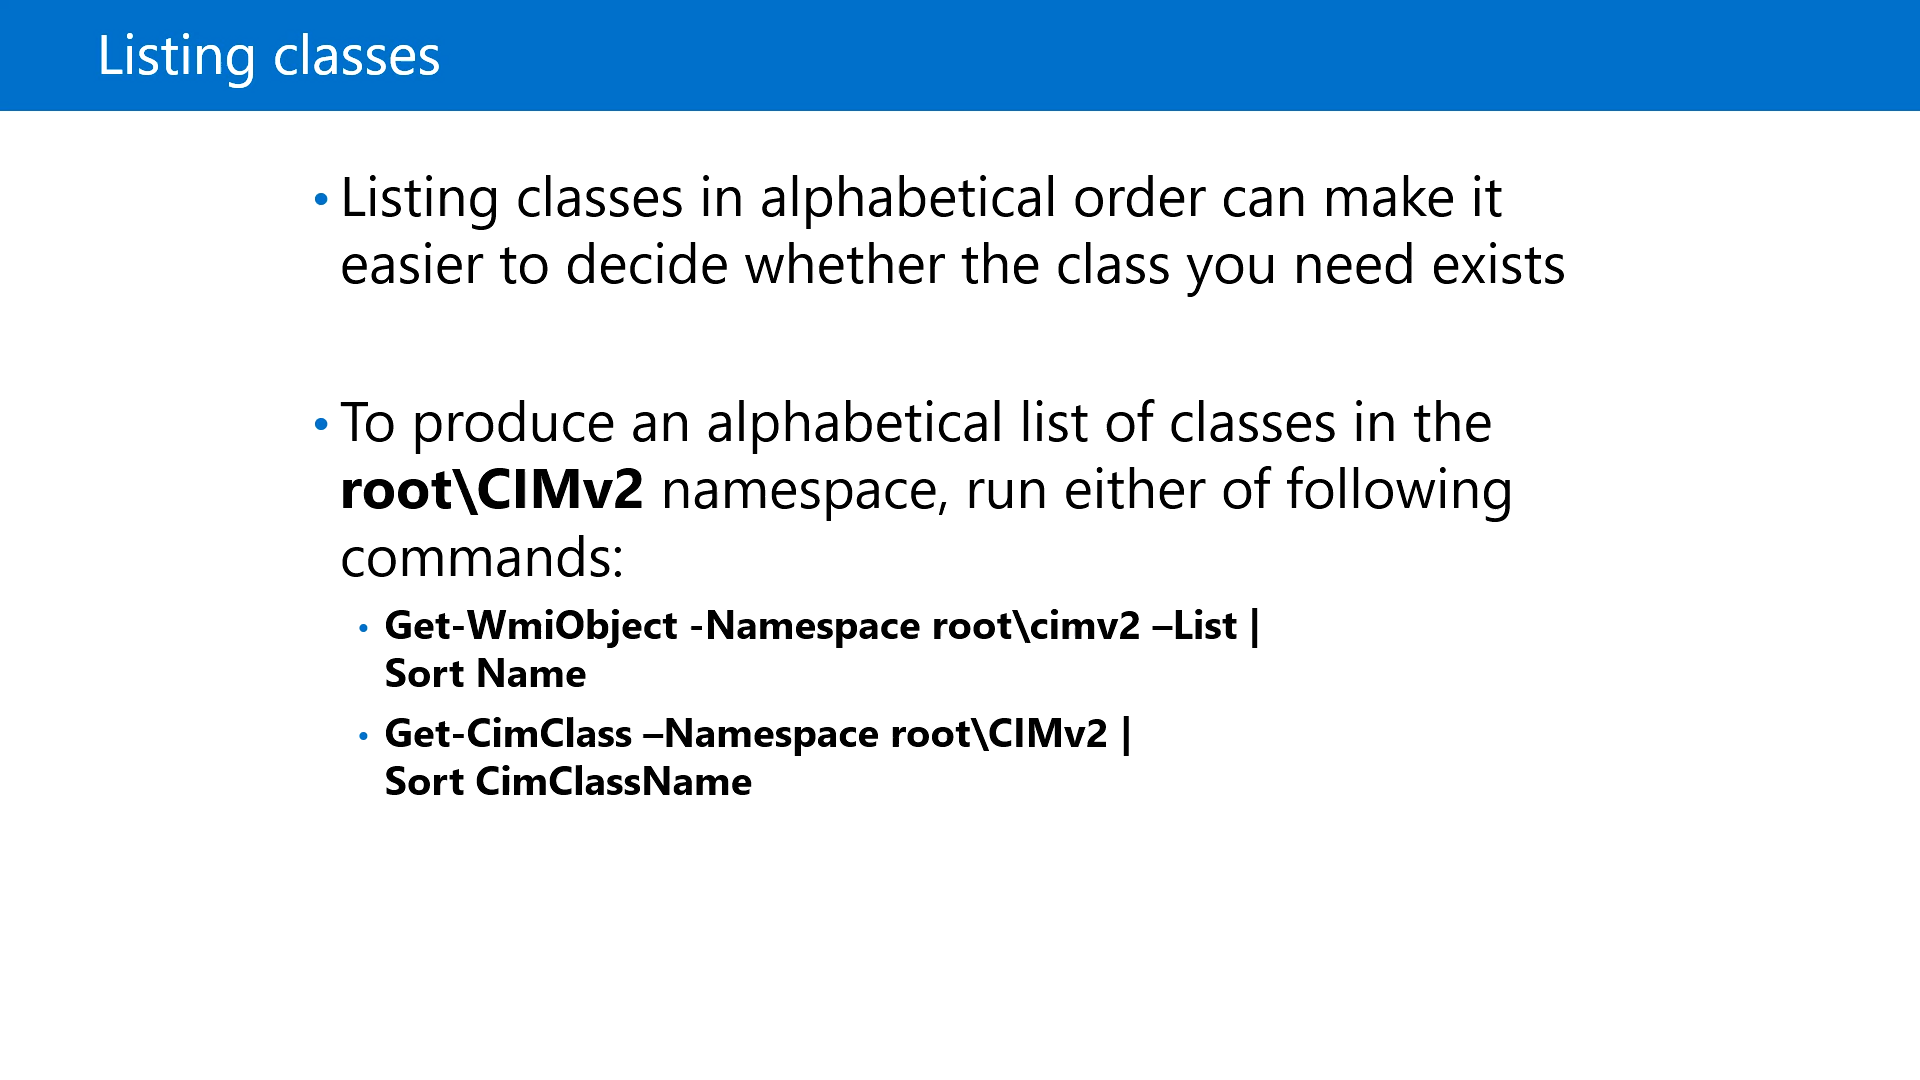 Listing classes
• Listing classes in alphabetical order can make it
easier to decide whether the class you need exists
• To produce an alphabetical list of classes in the
root\CIMv2 namespace, run either of following
commands:
• Get-WmiObject -Namespace root\cimv2 –List |
Sort Name
• Get-CimClass –Namespace root\CIMv2 |
Sort CimClassName